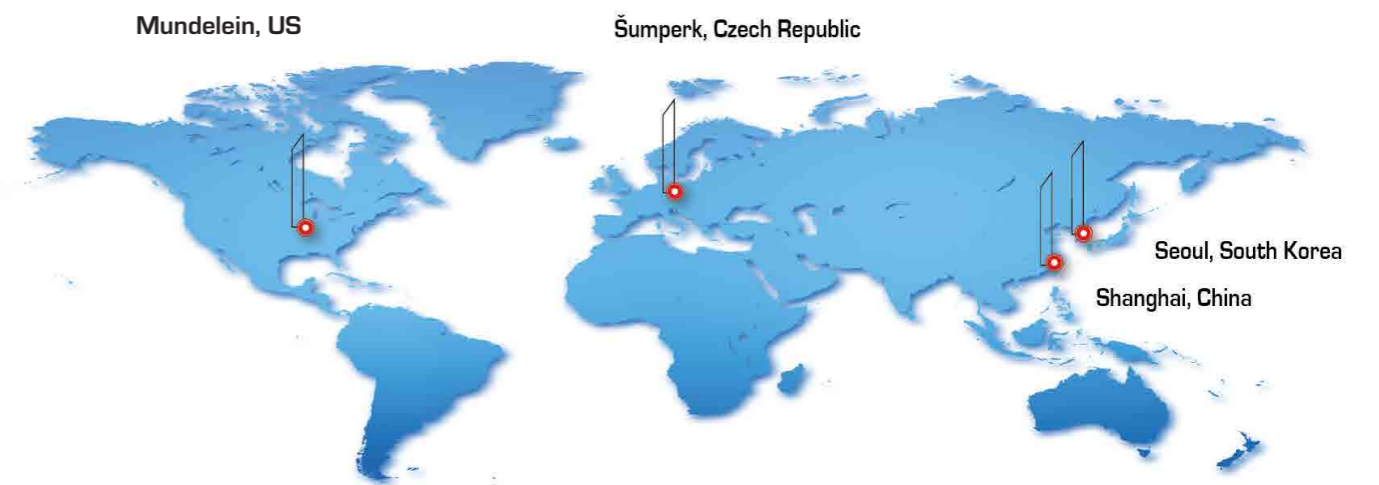 Mundelein, US
Šumperk, Czech Republic
Seoul, South Korea
Shanghai, China